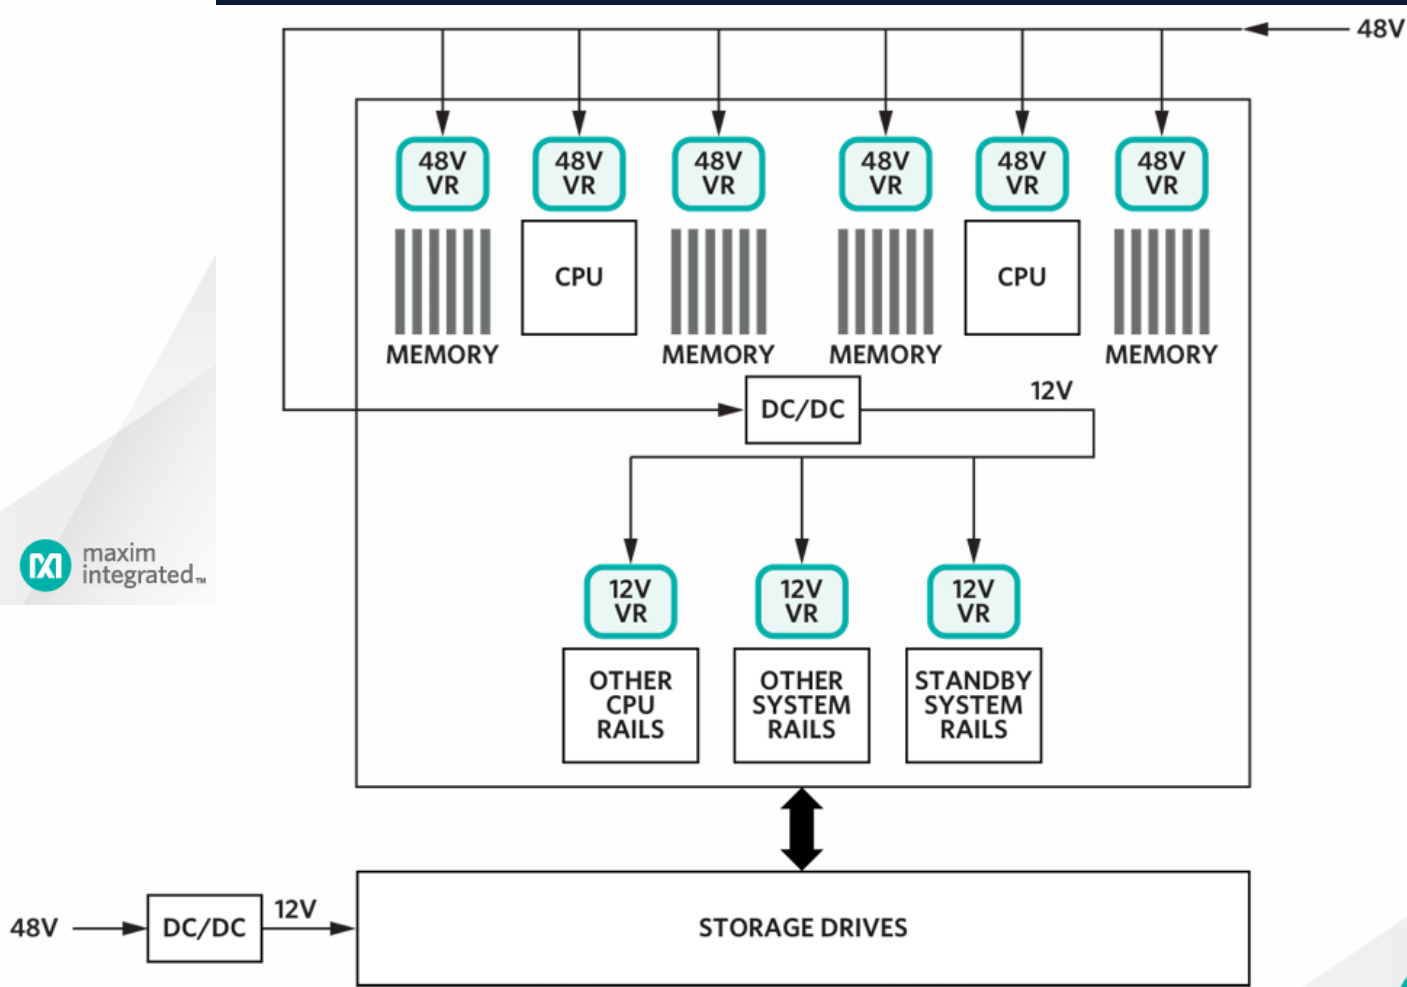 48V
48V
VR
48V
VR
48V
VR
48V
VR
48V
VR
48V
VR
CPU
CPU
MEMORY
MEMORY
MEMORY
MEMORY
DC/DC
12V
maxim
integrated™
12V
VR
12V
VR
12V
VR
OTHER
CPU
RAILS
OTHER
SYSTEM
RAILS
STANDBY
SYSTEM
RAILS
48V
DC/DC
12V
STORAGE DRIVES